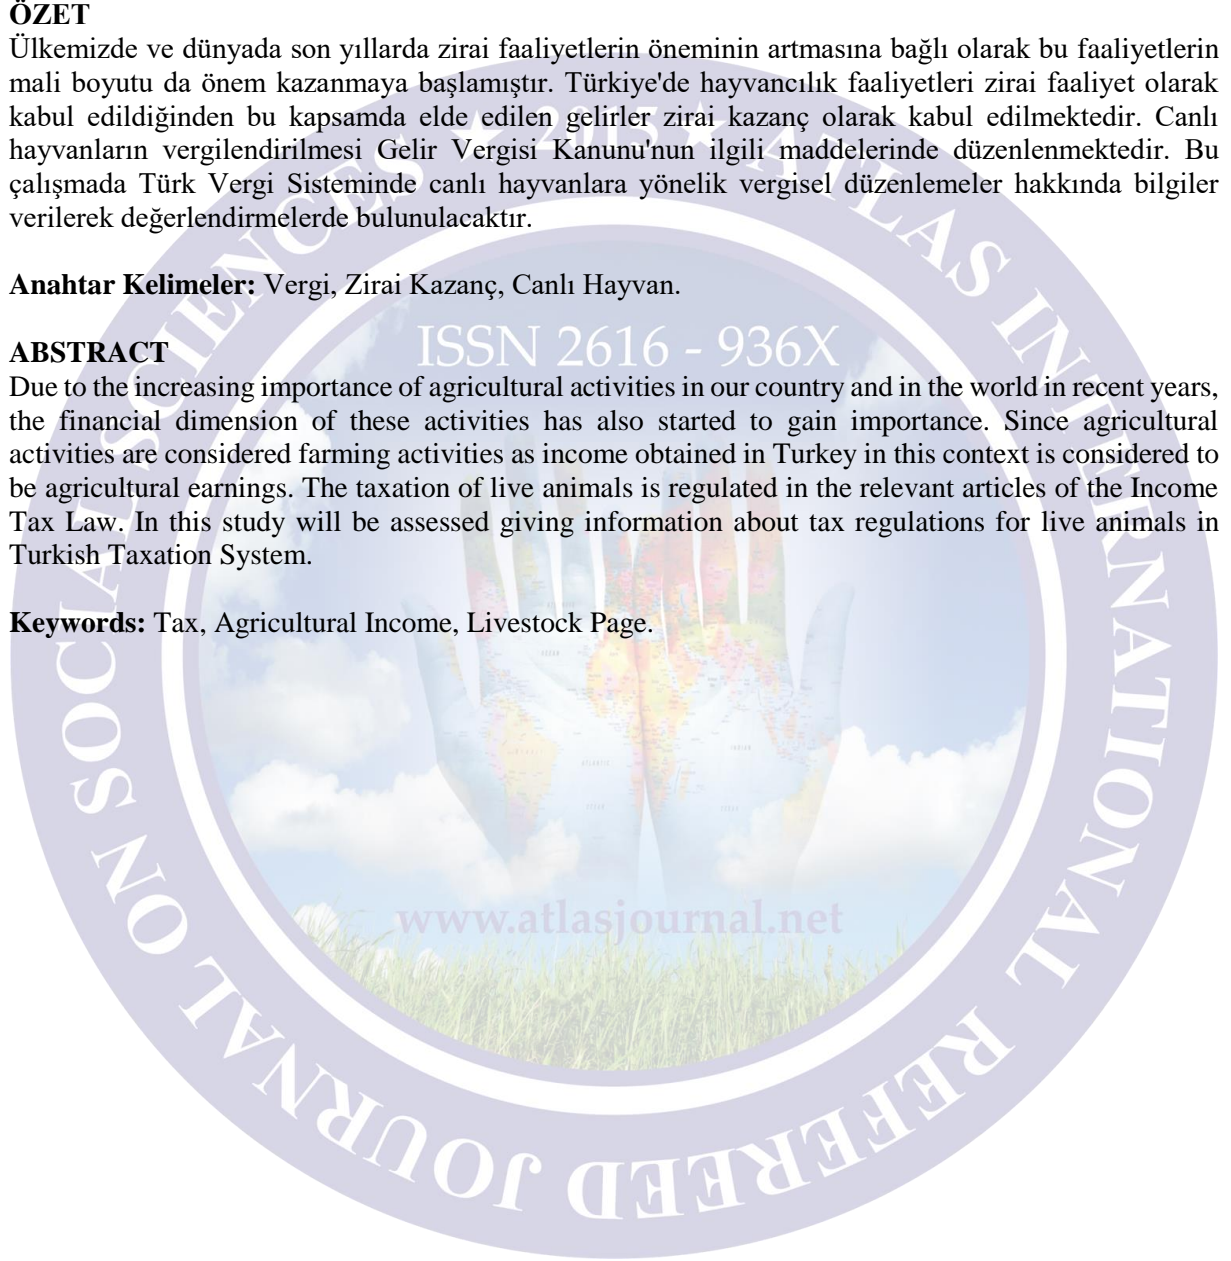 ÖZET
Ülkemizde ve dünyada son yıllarda zirai faaliyetlerin öneminin artmasına bağlı olarak bu faaliyetlerin
mali boyutu da önem kazanmaya başlamıştır. Türkiye'de hayvancılık faaliyetleri zirai faaliyet olarak
kabul edildiğinden bu kapsamda elde edilen gelirler zirai kazanç olarak kabul edilmektedir. Canlı
hayvanların vergilendirilmesi Gelir Vergisi Kanunu'nun ilgili maddelerinde düzenlenmektedir. Bu
çalışmada Türk Vergi Sisteminde canlı hayvanlara yönelik vergisel düzenlemeler hakkında bilgiler
verilerek değerlendirmelerde bulunulacaktır.
Anahtar Kelimeler: Vergi, Zirai Kazanç, Canlı Hayvan.
ABSTRACT
Due to the increasing importance of agricultural activities in our country and in the world in recent years,
the financial dimension of these activities has also started to gain importance. Since agricultural
activities are considered farming activities as income obtained in Turkey in this context is considered to
be agricultural earnings. The taxation of live animals is regulated in the relevant articles of the Income
Tax Law. In this study will be assessed giving information about tax regulations for live animals in
Turkish Taxation System.
Keywords: Tax, Agricultural Income, Livestock Page.
2015
ATLAS INTERNATIONAL REFEREED JOURNAL ON SOCIAL SCIENCES
ISSN 2616 - 936X
www.atlasjournal.net